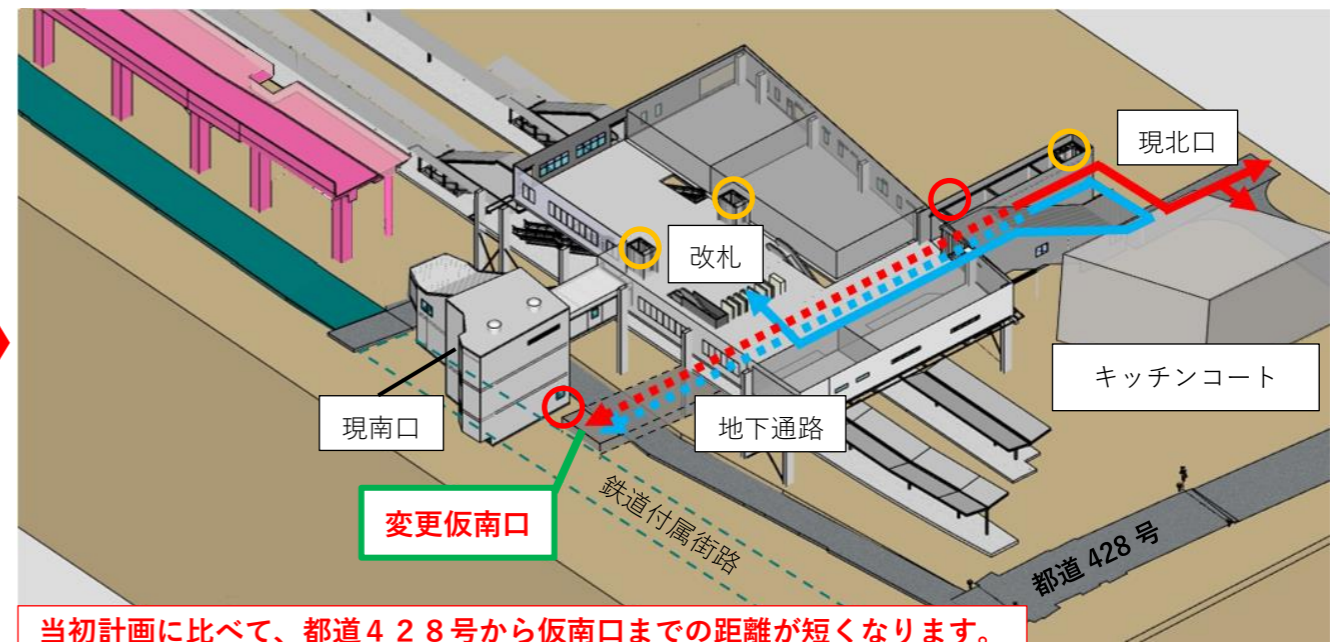 現北口
改札
キッチンコート
現南口
地下通路
変更仮南口
鉄道付属街路
都道 428 号
当初計画に比べて、都道４２８号から仮南口までの距離が短くなります。